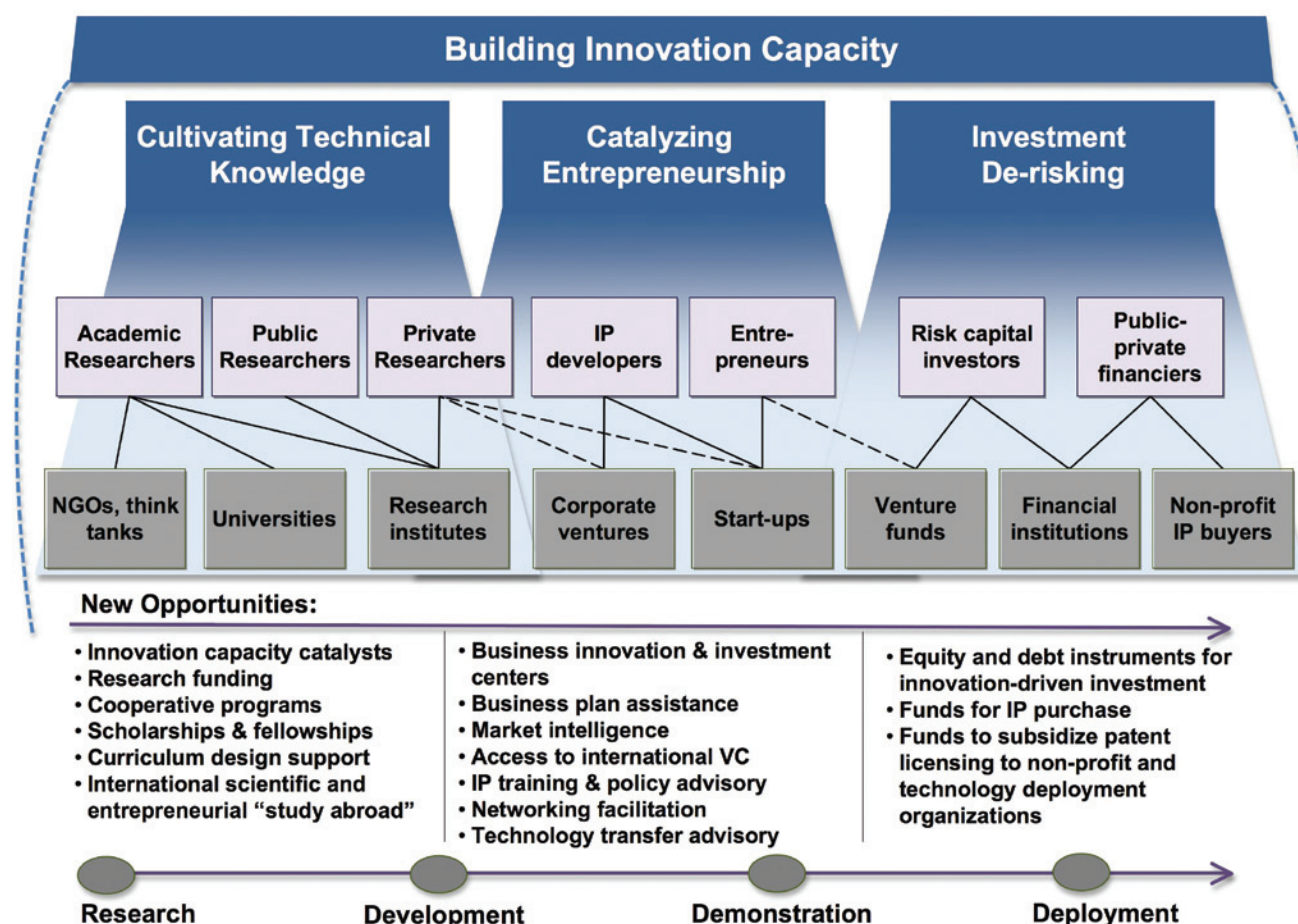 Building Innovation Capacity
Cultivating Technical
Knowledge
Catalyzing
Entrepreneurship
Investment
De-risking
Academic
Researchers
Public
Researchers
Private
Researchers
IP
developers
Entre-
preneurs
Risk capital
investors
Public-
private
financiers
NGOs, think
tanks
Universities
Research
institutes
Corporate
ventures
Start-ups
Venture
funds
Financial
institutions
Non-profit
IP buyers
New Opportunities:
• Innovation capacity catalysts
• Research funding
• Cooperative programs
• Scholarships & fellowships
• Curriculum design support
• International scientific and
entrepreneurial “study abroad”
• Business innovation & investment
centers
• Business plan assistance
• Market intelligence
• Access to international VC
• IP training & policy advisory
• Networking facilitation
• Technology transfer advisory
• Equity and debt instruments for
innovation-driven investment
• Funds for IP purchase
• Funds to subsidize patent
licensing to non-profit and
technology deployment
organizations
Research
Development
Demonstration
Deployment